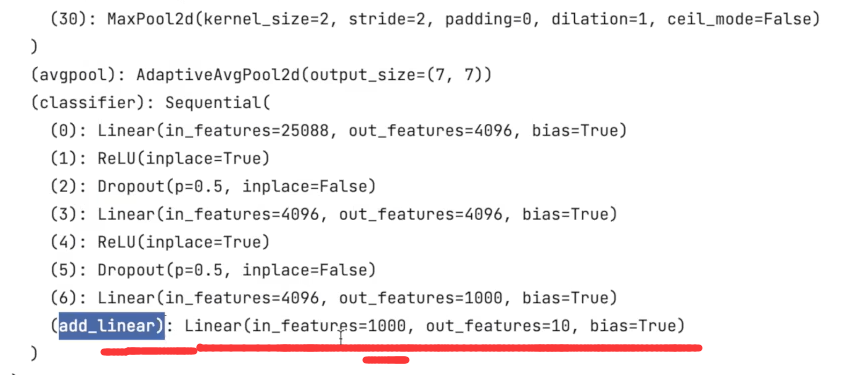 (30): MaxPool2d(kernel_size=2, stride=2, padding=0, dilation=1, ceil_mode=False)
)
(avgpool): AdaptiveAvgPool2d(output_size=(7, 7))
(classifier): Sequential(
(0): Linear(in_features=25088, out_features=4096, bias=True)
(1): ReLU(inplace=True)
(2): Dropout(p=0.5, inplace=False)
(3): Linear(in_features=4096, out_features=4096, bias=True)
(4): ReLU(inplace=True)
(5): Dropout(p=0.5, inplace=False)
(6): Linear(in_features=4096, out_features=1000, bias=True)
(add_linear): Linear(in_features=1000, out_features=10, bias=True)
)